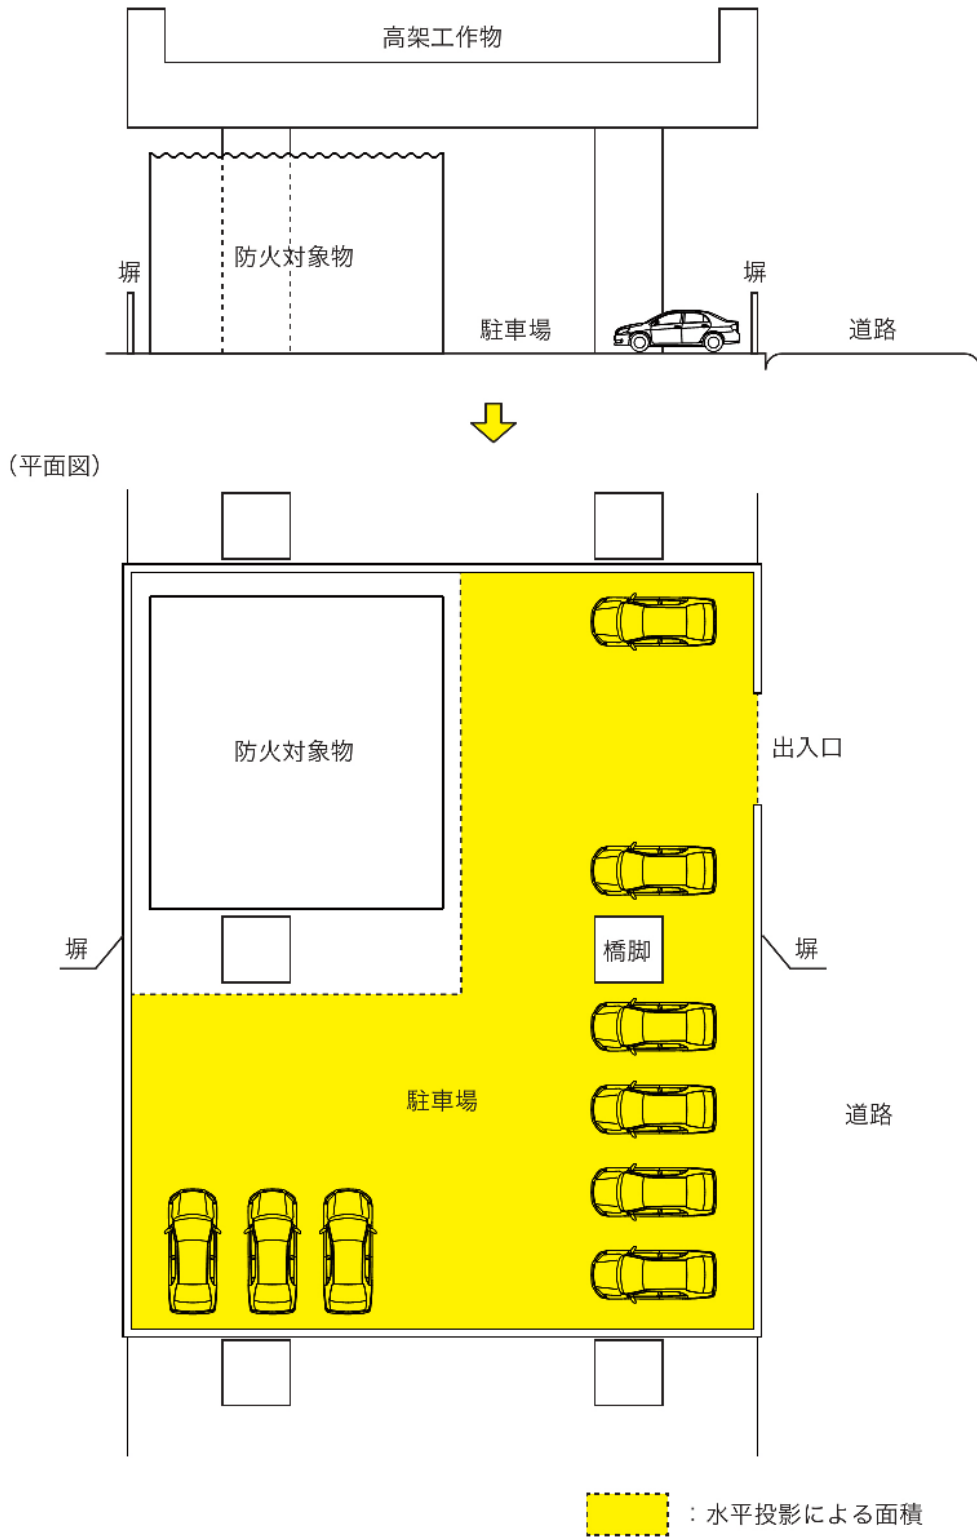 高架工作物
防火対象物
塀
塀
駐車場
道路
（平面図）
防火対象物
出入口
塀
橋脚
塀
駐車場
道路
：水平投影による面積